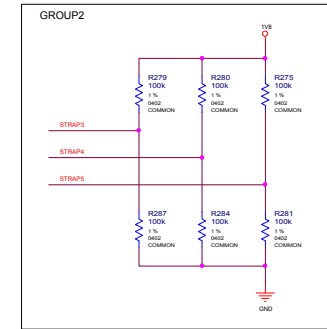 GROUP2
1V8
R279
100k
1 %
0402
COMMON
R280
100k
1 %
0402
COMMON
R275
100k
1 %
0402
COMMON
STRAP3
STRAP4
STRAP5
R287
100k
1 %
0402
COMMON
R284
100k
1 %
0402
COMMON
R281
100k
1 %
0402
COMMON
GND